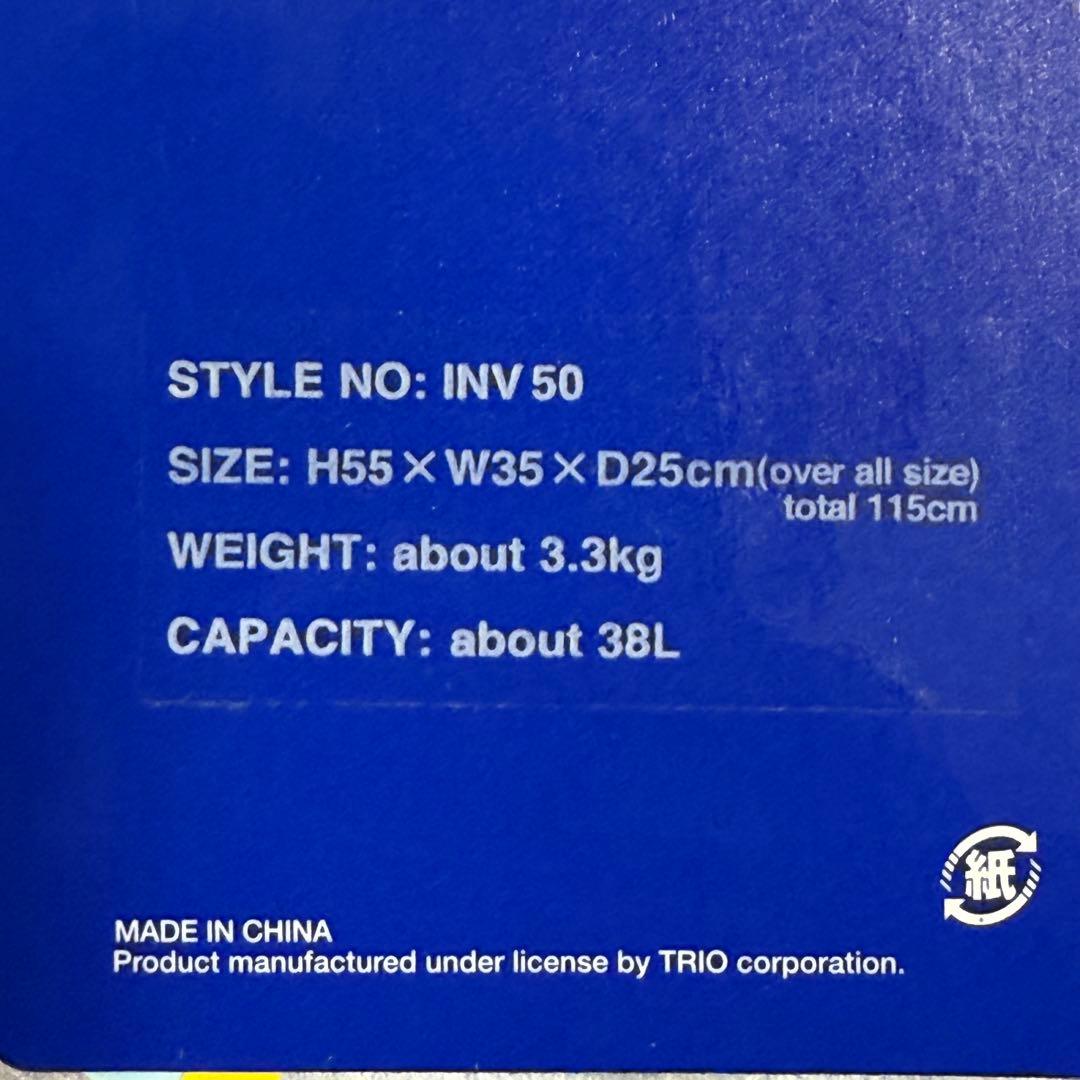 STYLE NO: INV 50
SIZE: H55×W35×D25cm(over all size)
total 115cm
WEIGHT: about 3.3kg
CAPACITY: about 38L
紙
MADE IN CHINA
Product manufactured under license by TRIO corporation.